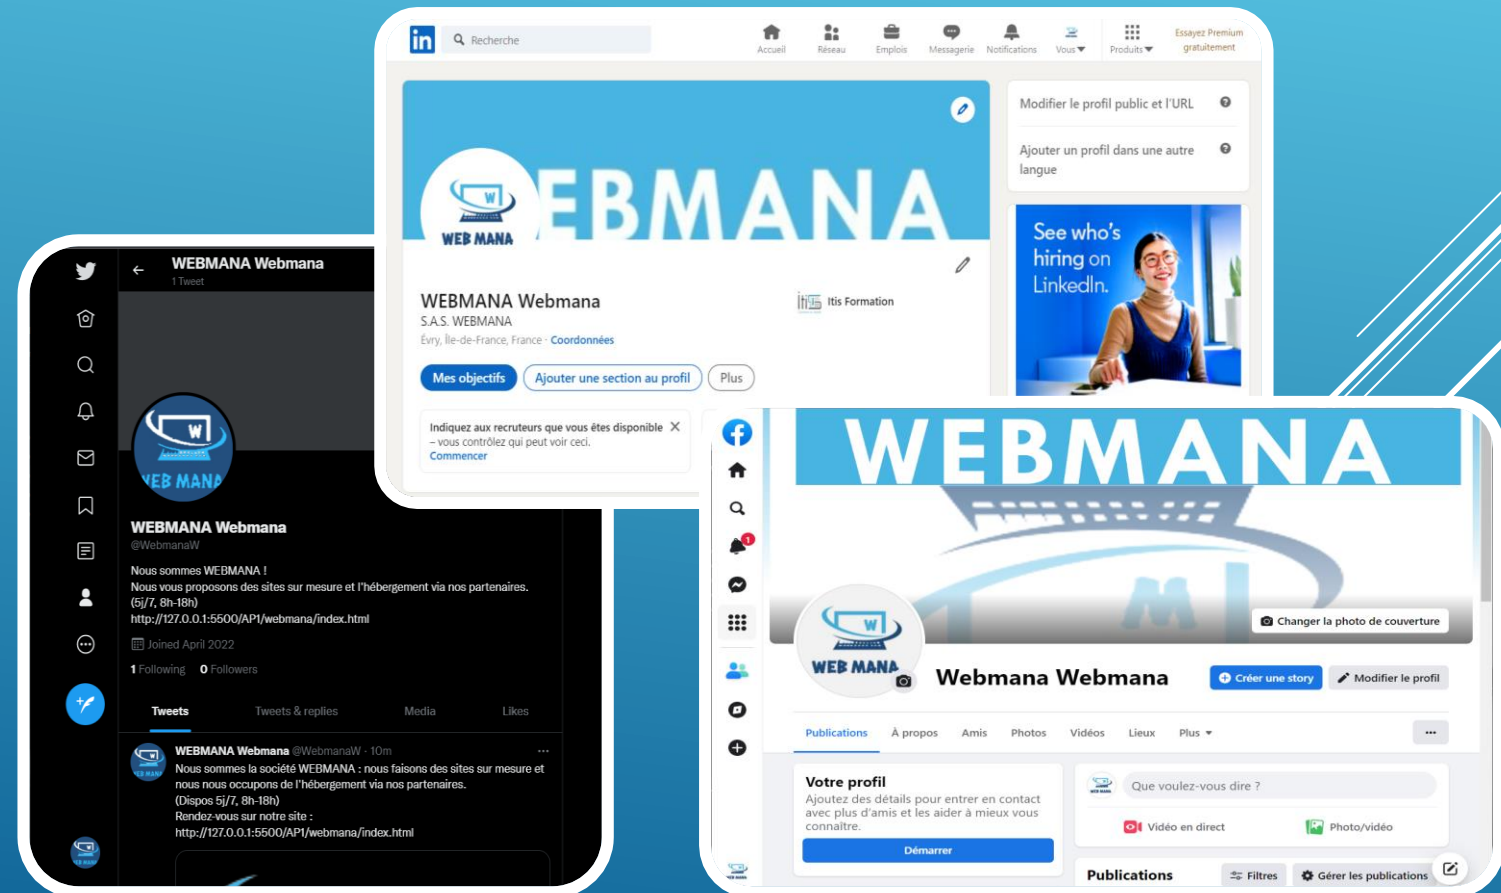 in
Recherche
Accueil
Réseau
Emplois
Messagerie
Notifications
Vous
Produits
Essayez Premium
gratuitement
EBMANA
W
WEB MANA
Modifier le profil public et l'URL
Ajouter un profil dans une autre
langue
See who's
hiring on
LinkedIn.
WEBMANA Webmana
S.A.S. WEBMANA
Évry, Île-de-France, France · Coordonnées
itis Itis Formation
Mes objectifs
Ajouter une section au profil
Plus
Indiquez aux recruteurs que vous êtes disponible
– vous contrôlez qui peut voir ceci.
Commencer
WEBMANA Webmana
1 Tweet
W
WEB MANA
WEBMANA Webmana
@WebmanaW
Nous sommes WEBMANA !
Nous vous proposons des sites sur mesure et l'hébergement via nos partenaires.
(5j/7, 8h-18h)
http://127.0.0.1:5500/AP1/webmana/index.html
Joined April 2022
1 Following 0 Followers
Tweets
Tweets & replies
Media
Likes
WEBMANA Webmana @WebmanaW · 10m
Nous sommes la société WEBMANA : nous faisons des sites sur mesure et
nous nous occupons de l'hébergement via nos partenaires.
(Dispos 5j/7, 8h-18h)
Rendez-vous sur notre site :
http://127.0.0.1:5500/AP1/webmana/index.html
WEBMANA
1
Changer la photo de couverture
W
WEB MANA
Webmana Webmana
Créer une story
Modifier le profil
Publications
À propos
Amis
Photos
Vidéos
Lieux
Plus
Votre profil
Ajoutez des détails pour entrer en contact
avec plus d'amis et les aider à mieux vous
connaître.
Démarrer
Que voulez-vous dire ?
Vidéo en direct
Photo/vidéo
Publications
Filtres
Gérer les publications